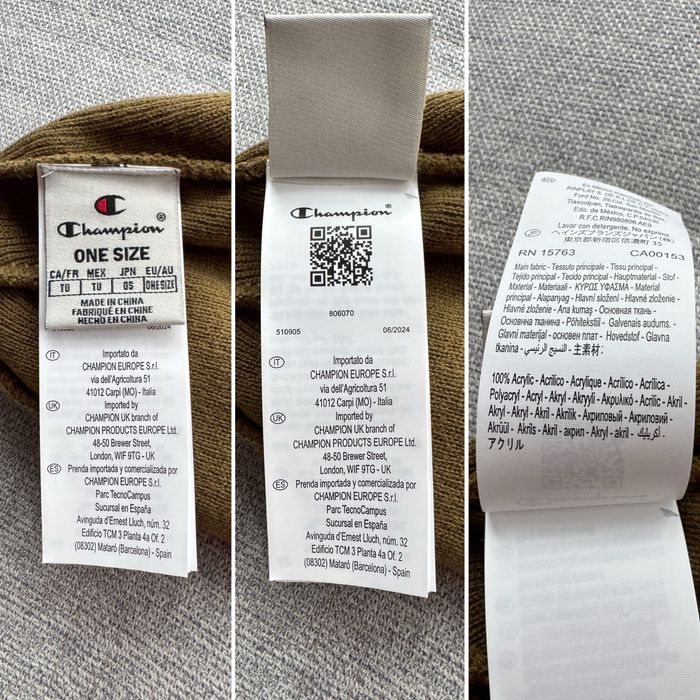 Champion®
ONE SIZE
CA/FR MEX JPN EU/AU
TU TU OS ONE SIZE
MADE IN CHINA
FABRIQUÉ EN CHINE
HECHO EN CHINA
06/2024
IT Importato da
CHAMPION EUROPE S.r.l.
via dell'Agricoltura 51
41012 Carpi (MO) - Italia
UK Imported by
CHAMPION UK branch of
CHAMPION PRODUCTS EUROPE Ltd.
48-50 Brewer Street,
London, WIF 9TG - UK
ES Prenda importada y comercializada por
CHAMPION EUROPE S.r.l.
Parc TecnoCampus
Sucursal en España
Avinguda d'Ernest Lluch, núm. 32
Edificio TCM 3 Planta 4a Of. 2
(08302) Mataró (Barcelona) - Spain
Champion®
806070
510905 06/2024
IT Importato da
CHAMPION EUROPE S.r.l.
via dell'Agricoltura 51
41012 Carpi (MO) - Italia
UK Imported by
CHAMPION UK branch of
CHAMPION PRODUCTS EUROPE Ltd.
48-50 Brewer Street,
London, WIF 9TG - UK
ES Prenda importada y comercializada por
CHAMPION EUROPE S.r.l.
Parc TecnoCampus
Sucursal en España
Avinguda d'Ernest Lluch, núm. 32
Edificio TCM 3 Planta 4a Of. 2
(08302) Mataró (Barcelona) - Spain
RINPLAY S. DE R.L.
Edo. de México, C.P.
R.F.C.RIN980806 AE9
Lavar con detergente. No exprimir.
JP ヘインズブランズジャパン(株)
東京都新宿区信濃町 35
RN 15763 CA00153
Main fabric - Tessuto principale - Tissu principal -
Tejido principal - Tecido principal - Hauptmaterial - Stof
- Material - Materiaali - ΚΥΡΙΩΣ ΥΦΑΣΜΑ - Material
principal - Alapanyag - Hlavní složení - Hlavné zloženie
- Hlavné zloženie - Ana kumaş - Основная ткань -
Основна тканина - Põhitekstiil - Galvenais audums. -
Glavni materijal - основен плат - Hovedstof - Glavna
tkanina - النسيج الرئيسي - 主素材:
100% Acrylic - Acrilico - Acrylique - Acrílico - Acrílica -
Polyacryl - Acryl - Akryl - Akryyli - Ακρυλικό - Acrilic - Akril
- Akryl - Akryl - Akril - Akrilik - Акриловый - Акриловий -
Akrüül - Akrils - Akril - акрил - Akryl - akril - أكريليك -
アクリル